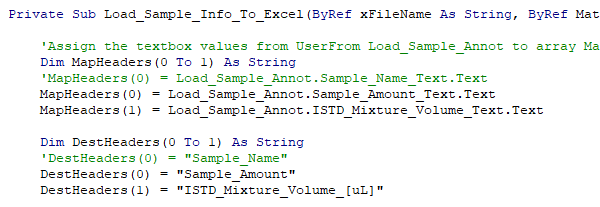 Private Sub Load_Sample_Info_To_Excel(ByRef xFileName As String, ByRef Mat
'Assign the textbox values from UserFrom Load_Sample_Annot to array Ma
Dim MapHeaders(0 To 1) As String
'MapHeaders(0) = Load_Sample_Annot.Sample_Name_Text.Text
MapHeaders(0) = Load_Sample_Annot.Sample_Amount_Text.Text
MapHeaders(1) = Load_Sample_Annot.ISTD_Mixture_Volume_Text.Text
Dim DestHeaders(0 To 1) As String
'DestHeaders(0) = "Sample_Name"
DestHeaders(0) = "Sample_Amount"
DestHeaders(1) = "ISTD_Mixture_Volume_[uL]"